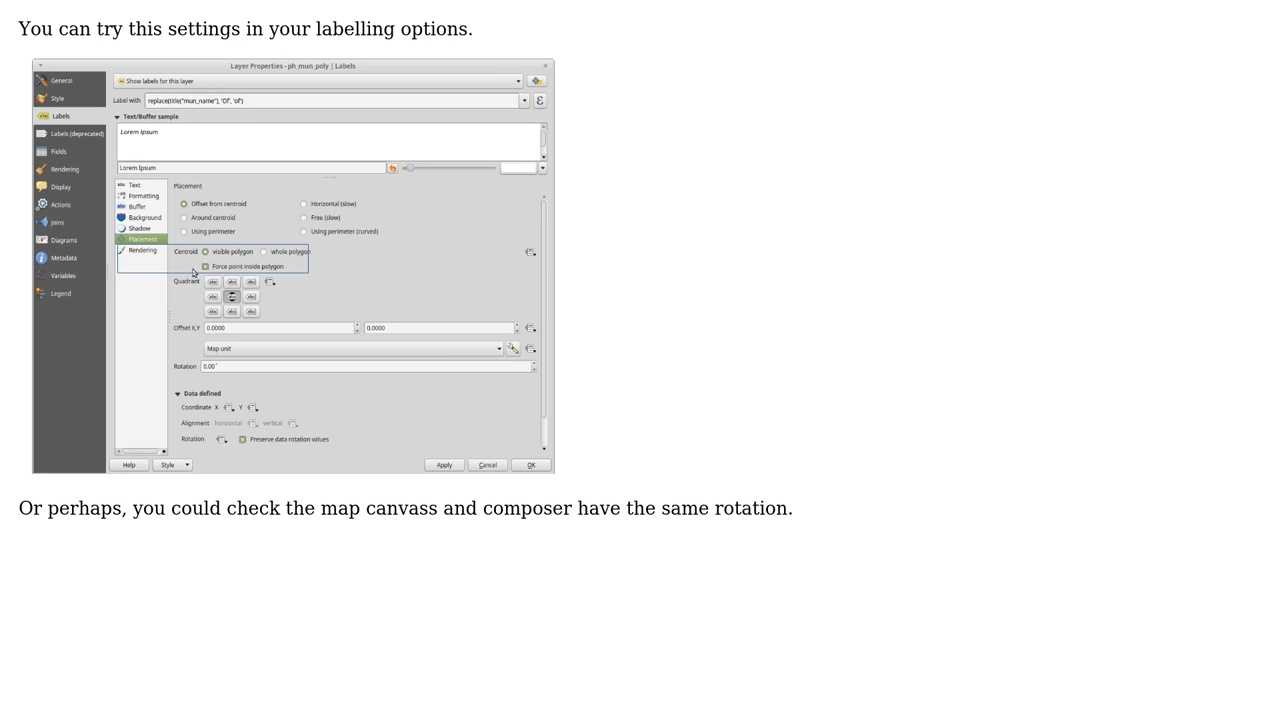 You can try this settings in your labelling options.
Layer Properties - ph_mun_poly | Labels
General
Style
Labels
Labels (deprecated)
Fields
Rendering
Display
Actions
Joins
Diagrams
Metadata
Variables
Legend
Show labels for this layer
Label with replace(title("mun_name"), 'Of', 'of')
Text/Buffer sample
Lorem Ipsum
Lorem Ipsum
Text
Formatting
Buffer
Background
Shadow
Placement
Rendering
Placement
Offset from centroid Horizontal (slow)
Around centroid Free (slow)
Using perimeter Using perimeter (curved)
Centroid visible polygon whole polygon
Force point inside polygon
Quadrant
Offset X,Y 0.0000 0.0000
Map unit
Rotation 0.00˚
Data defined
Coordinate X Y
Alignment horizontal vertical
Rotation Preserve data rotation values
Help Style Apply Cancel OK
Or perhaps, you could check the map canvass and composer have the same rotation.